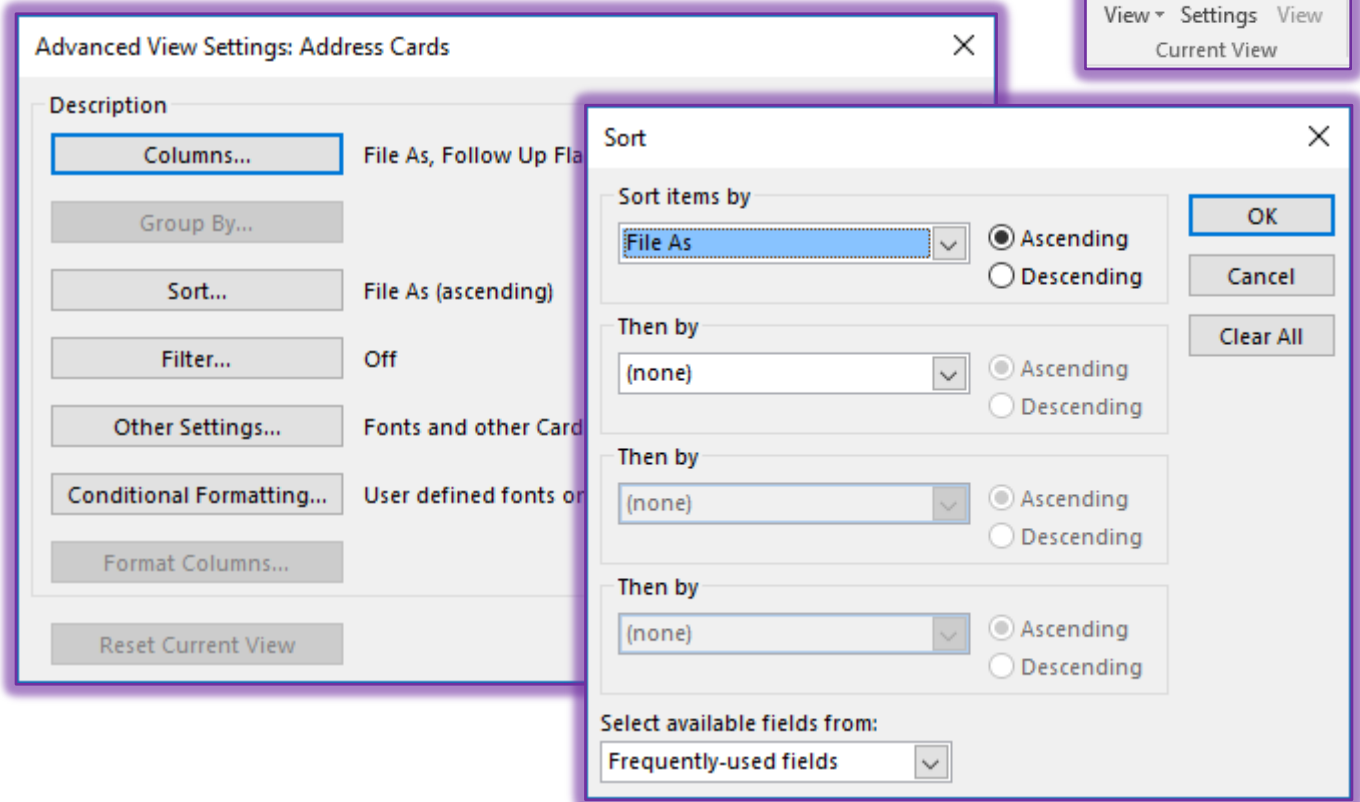 View Settings View
Current View
Advanced View Settings: Address Cards
Description
Columns... File As, Follow Up Fla
Group By...
Sort... File As (ascending)
Filter... Off
Other Settings... Fonts and other Card
Conditional Formatting... User defined fonts on
Format Columns...
Reset Current View
Sort
Sort items by
File As
Ascending
Descending
OK
Cancel
Clear All
Then by
(none)
Ascending
Descending
Then by
(none)
Ascending
Descending
Then by
(none)
Ascending
Descending
Select available fields from:
Frequently-used fields